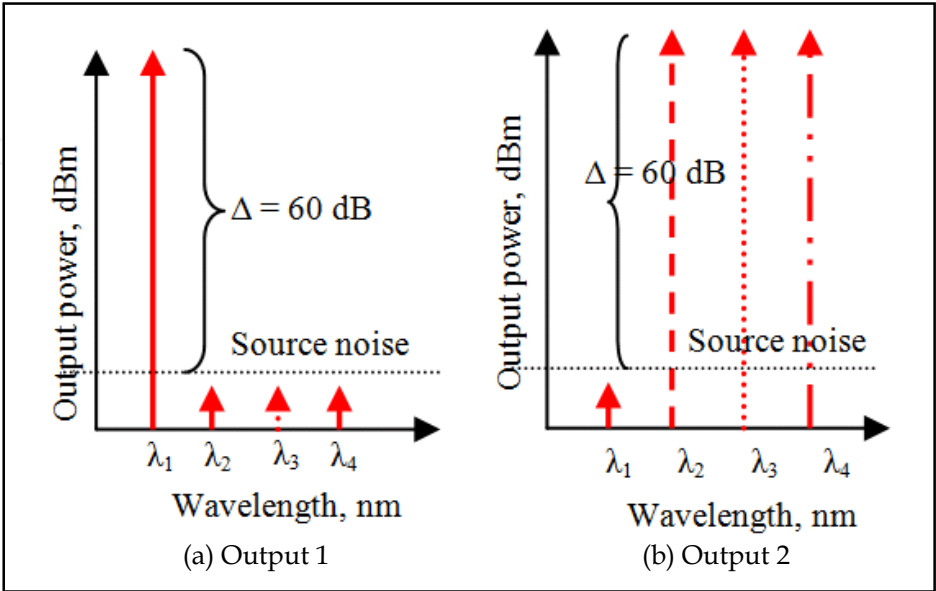 Output power, dBm
Δ = 60 dB
Source noise
λ1 λ2 λ3 λ4
Wavelength, nm
(a) Output 1
Output power, dBm
Δ = 60 dB
Source noise
λ1 λ2 λ3 λ4
Wavelength, nm
(b) Output 2